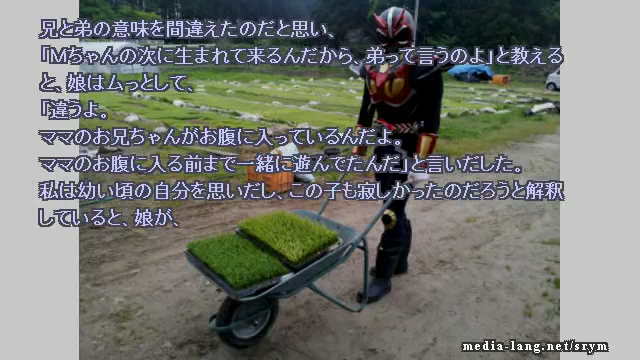 兄と弟の意味を間違えたのだと思い、
「Mちゃんの次に生まれて来るんだから、弟って言うのよ」と教える
と、娘はムっとして、
「違うよ。
ママのお兄ちゃんがお腹に入っているんだよ。
ママのお腹に入る前まで一緒に遊んでたんだ」と言いだした。
私は幼い頃の自分を思いだし、この子も寂しかったのだろうと解釈
していると、娘が、
media-lang.net/srym